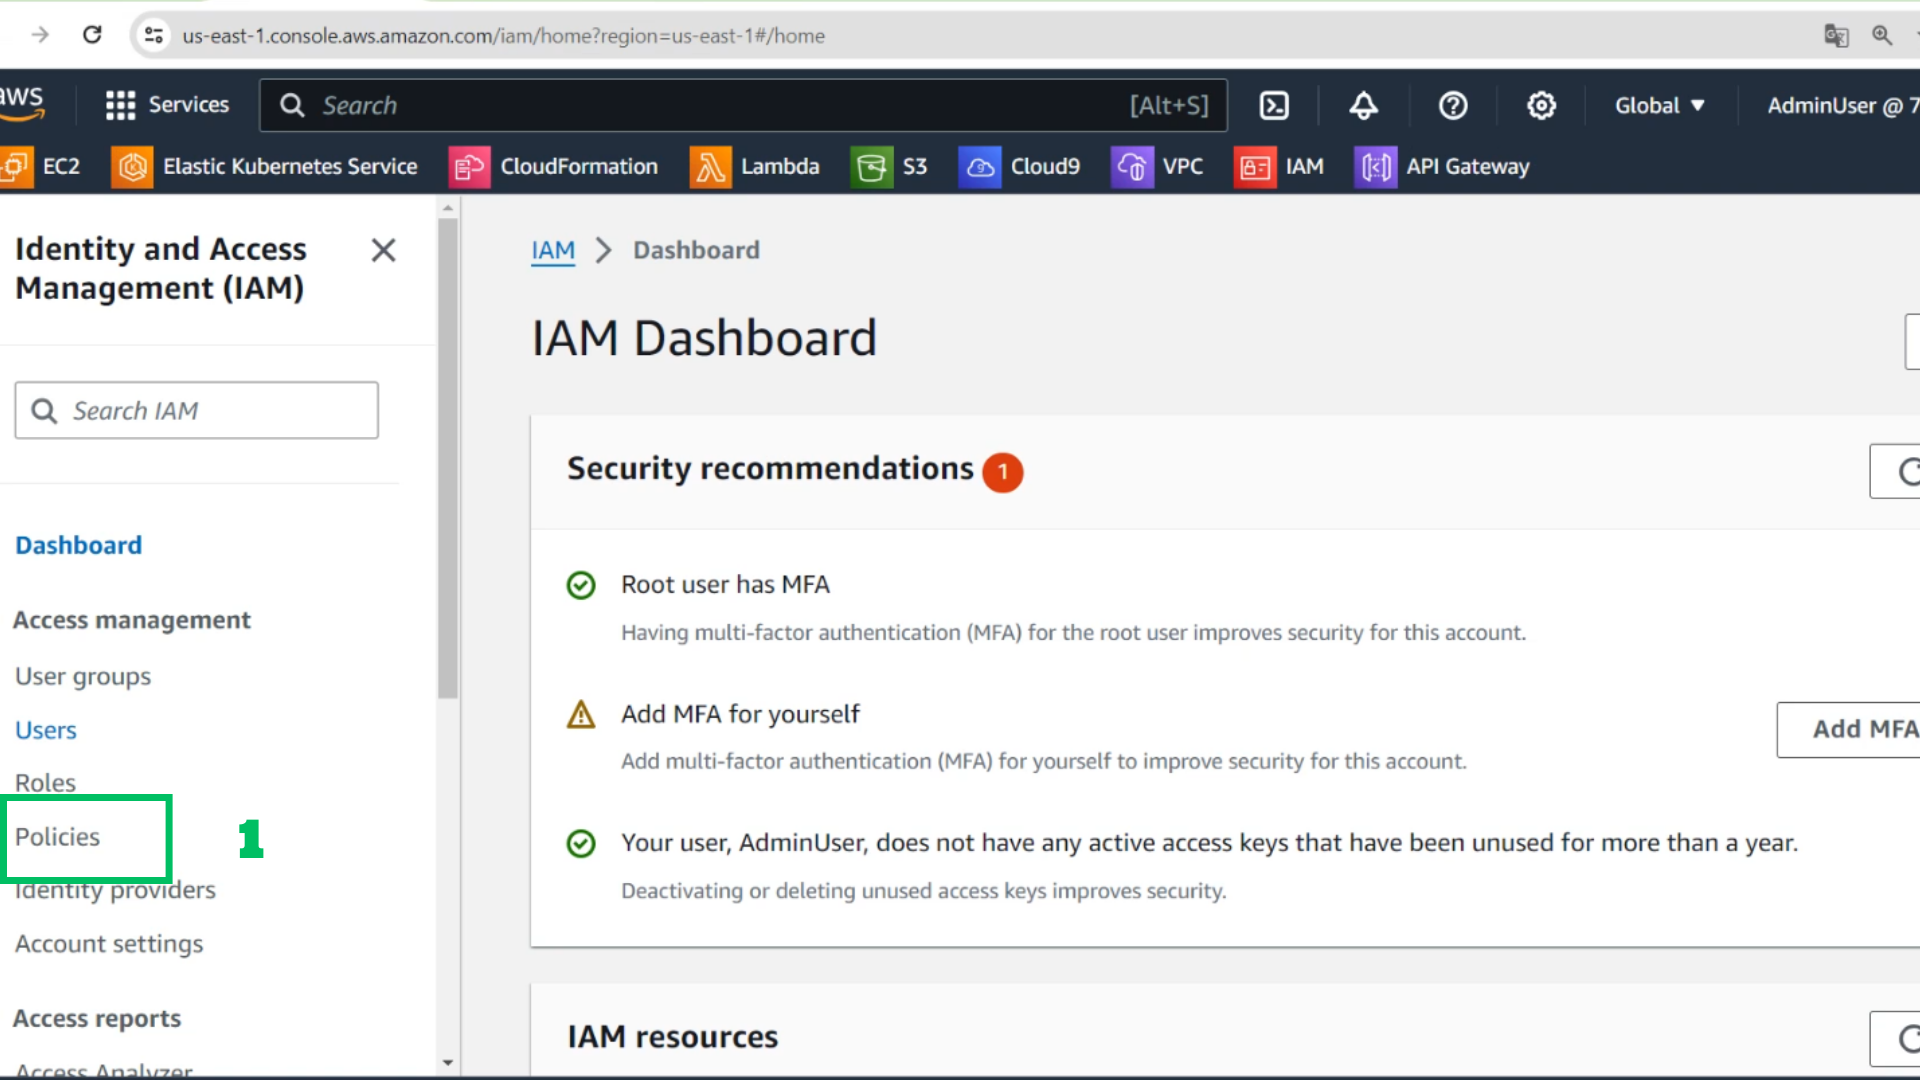 us-east-1.console.aws.amazon.com/iam/home?region=us-east-1#/home
aws
Services
Search
[Alt+S]
Global
AdminUser @ 7
EC2
Elastic Kubernetes Service
CloudFormation
Lambda
S3
Cloud9
VPC
IAM
API Gateway
Identity and Access
Management (IAM)
Search IAM
Dashboard
Access management
User groups
Users
Roles
Policies
1
Identity providers
Account settings
Access reports
Access Analyzer
IAM > Dashboard
IAM Dashboard
Security recommendations 1
Root user has MFA
Having multi-factor authentication (MFA) for the root user improves security for this account.
Add MFA for yourself
Add MFA
Add multi-factor authentication (MFA) for yourself to improve security for this account.
Your user, AdminUser, does not have any active access keys that have been unused for more than a year.
Deactivating or deleting unused access keys improves security.
IAM resources